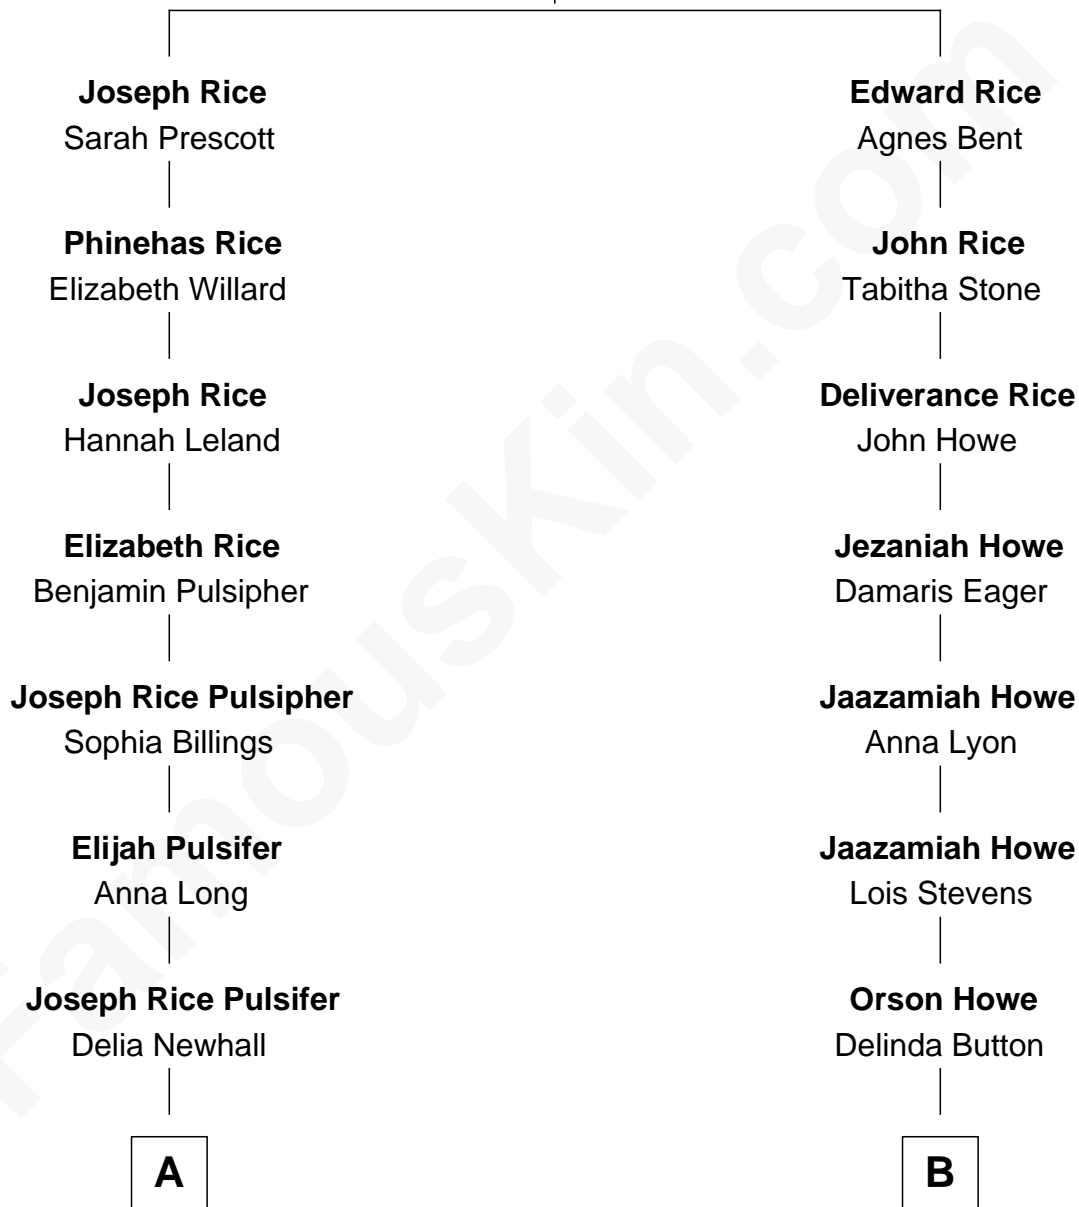 Joseph Rice
Sarah Prescott
Edward Rice
Agnes Bent
Phinehas Rice
Elizabeth Willard
John Rice
Tabitha Stone
Joseph Rice
Hannah Leland
Deliverance Rice
John Howe
Elizabeth Rice
Benjamin Pulsipher
Jezaniah Howe
Damaris Eager
Joseph Rice Pulsipher
Sophia Billings
Jaazamiah Howe
Anna Lyon
Elijah Pulsifer
Anna Long
Jaazamiah Howe
Lois Stevens
Joseph Rice Pulsifer
Delia Newhall
Orson Howe
Delinda Button
A
B
FamousKin.com